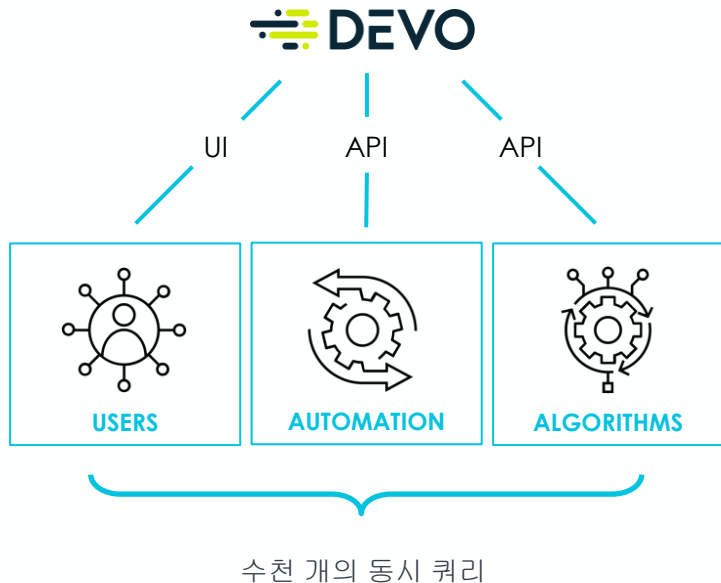 DEVO
UI
API
API
USERS
AUTOMATION
ALGORITHMS
수천 개의 동시 쿼리